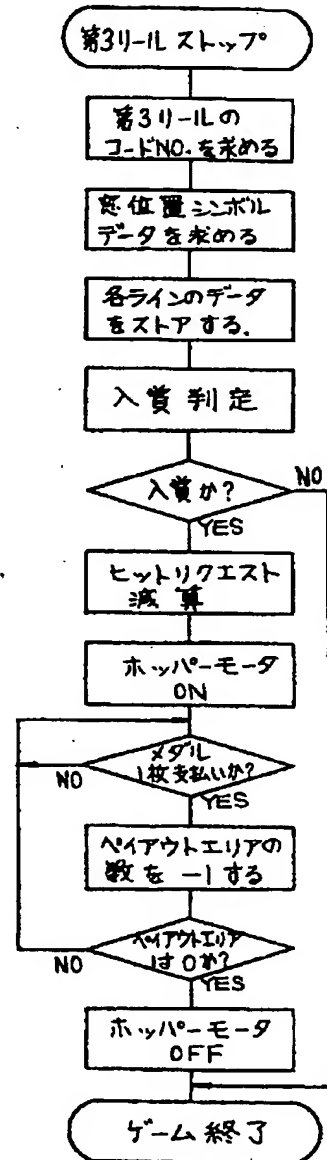 第3リール ストップ
第3リールの
コードNO.を求める
窓位置シンボル
データを求める
各ラインのデータ
をストアする.
入賞判定
入賞か?
NO
YES
ヒットリクエスト
減算
ホッパーモータ
ON
メダル
1枚支払いか?
NO
YES
ペイアウトエリアの
数を -1する
ペイアウトエリア
は0か?
NO
YES
ホッパーモータ
OFF
ゲーム終了